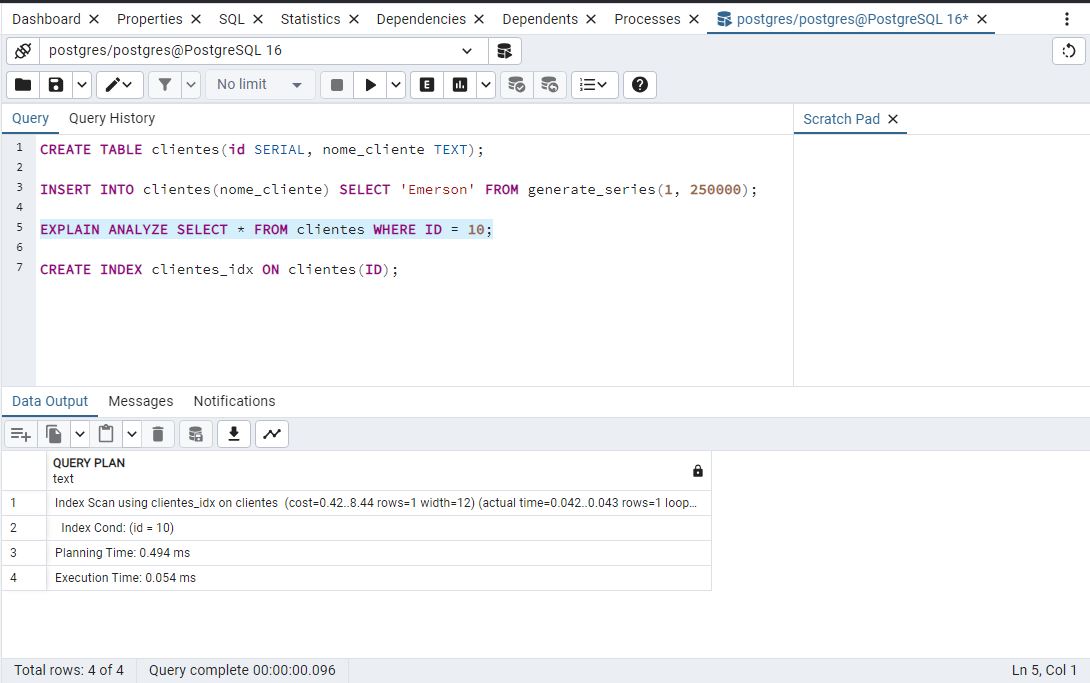 Dashboard Properties SQL Statistics Dependencies Dependents Processes postgres/postgres@PostgreSQL 16*
postgres/postgres@PostgreSQL 16
No limit
E
Query Query History
Scratch Pad
1 CREATE TABLE clientes(id SERIAL, nome_cliente TEXT);
2
3 INSERT INTO clientes(nome_cliente) SELECT 'Emerson' FROM generate_series(1, 250000);
4
5 EXPLAIN ANALYZE SELECT * FROM clientes WHERE ID = 10;
6
7 CREATE INDEX clientes_idx ON clientes(ID);
Data Output Messages Notifications
QUERY PLAN
text
1 Index Scan using clientes_idx on clientes (cost=0.42..8.44 rows=1 width=12) (actual time=0.042..0.043 rows=1 loop...
2 Index Cond: (id = 10)
3 Planning Time: 0.494 ms
4 Execution Time: 0.054 ms
Total rows: 4 of 4 Query complete 00:00:00.096 Ln 5, Col 1